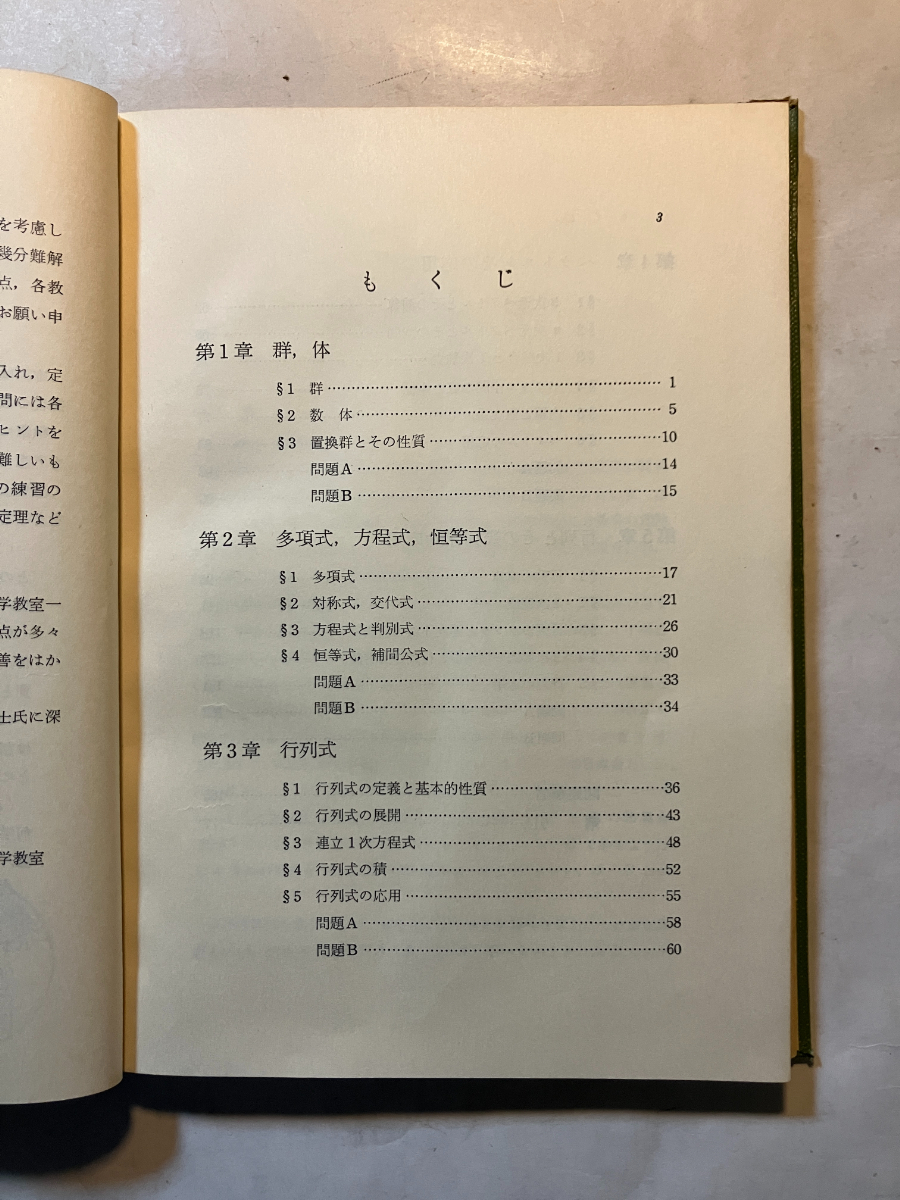 を考慮し
幾分難解
点，各教
お願い申
入れ，定
問には各
ヒントを
難しいも
の練習の
定理など
学教室一
点が多々
善をはか
士氏に深
学教室
3
もくじ
第1章 群，体
§1 群……1
§2 数 体……5
§3 置換群とその性質……10
問題A……14
問題B……15
第2章 多項式，方程式，恒等式
§1 多項式……17
§2 対称式，交代式……21
§3 方程式と判別式……26
§4 恒等式，補間公式……30
問題A……33
問題B……34
第3章 行列式
§1 行列式の定義と基本的性質……36
§2 行列式の展開……43
§3 連立1次方程式……48
§4 行列式の積……52
§5 行列式の応用……55
問題A……58
問題B……60